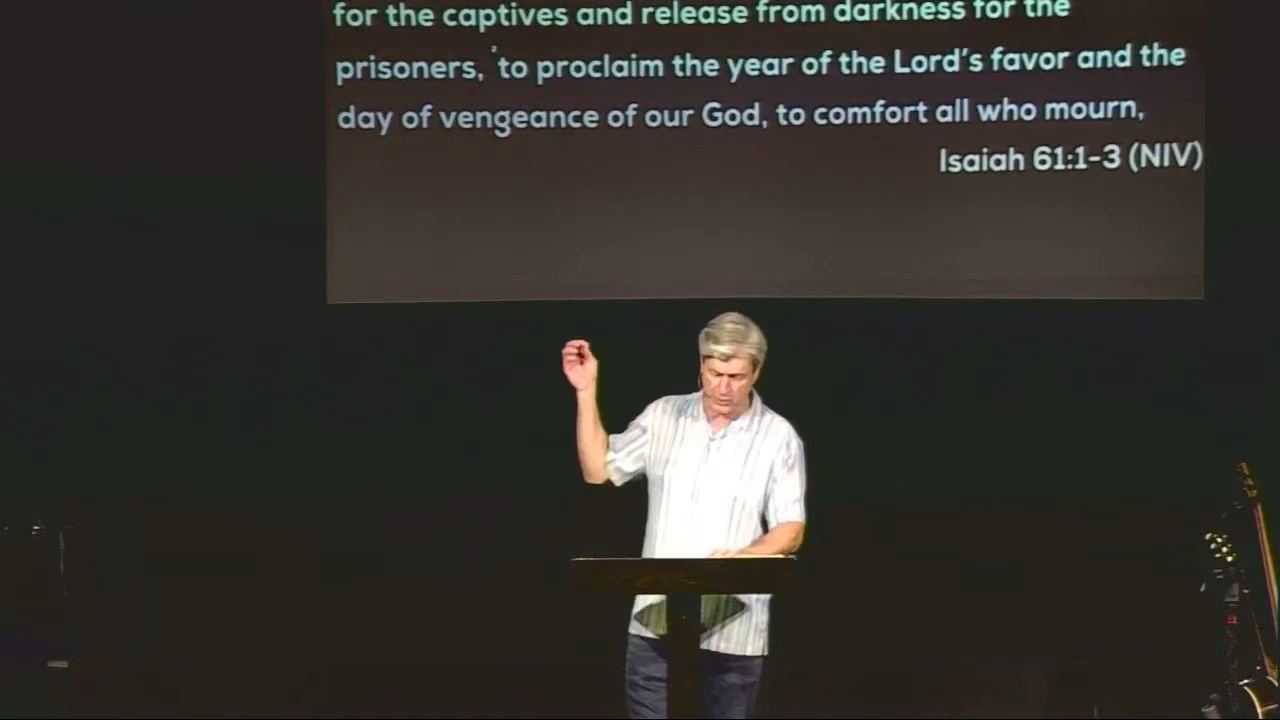 for the captives and release from darkness for the
prisoners, to proclaim the year of the Lord's favor and the
day of vengeance of our God, to comfort all who mourn,
Isaiah 61:1-3 (NIV)